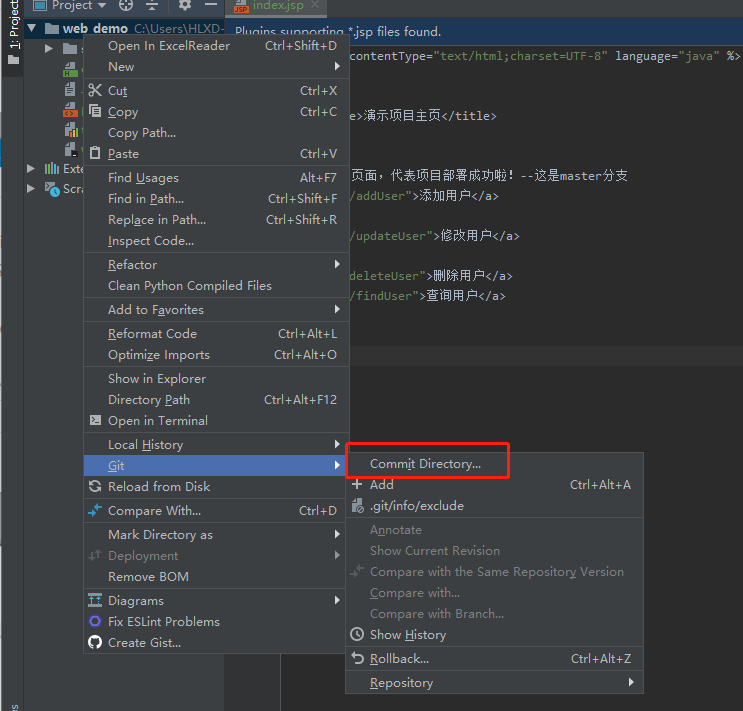 1: Project
Project
index.jsp
web_demo C:\Users\HLXD-
Plugins supporting *.jsp files found.
contentType="text/html;charset=UTF-8" language="java" %>
e>演示项目主页</title>
页面，代表项目部署成功啦！--这是master分支
/addUser">添加用户</a>
/updateUser">修改用户</a>
deleteUser">删除用户</a>
/findUser">查询用户</a>
Exte
Scra
Open In ExcelReader Ctrl+Shift+D
New
Cut Ctrl+X
Copy Ctrl+C
Copy Path...
Paste Ctrl+V
Find Usages Alt+F7
Find in Path... Ctrl+Shift+F
Replace in Path... Ctrl+Shift+R
Inspect Code...
Refactor
Clean Python Compiled Files
Add to Favorites
Reformat Code Ctrl+Alt+L
Optimize Imports Ctrl+Alt+O
Show in Explorer
Directory Path Ctrl+Alt+F12
Open in Terminal
Local History
Git
Reload from Disk
Compare With... Ctrl+D
Mark Directory as
Deployment
Remove BOM
Diagrams
Fix ESLint Problems
Create Gist...
Commit Directory...
Add Ctrl+Alt+A
.git/info/exclude
Annotate
Show Current Revision
Compare with the Same Repository Version
Compare with...
Compare with Branch...
Show History
Rollback... Ctrl+Alt+Z
Repository